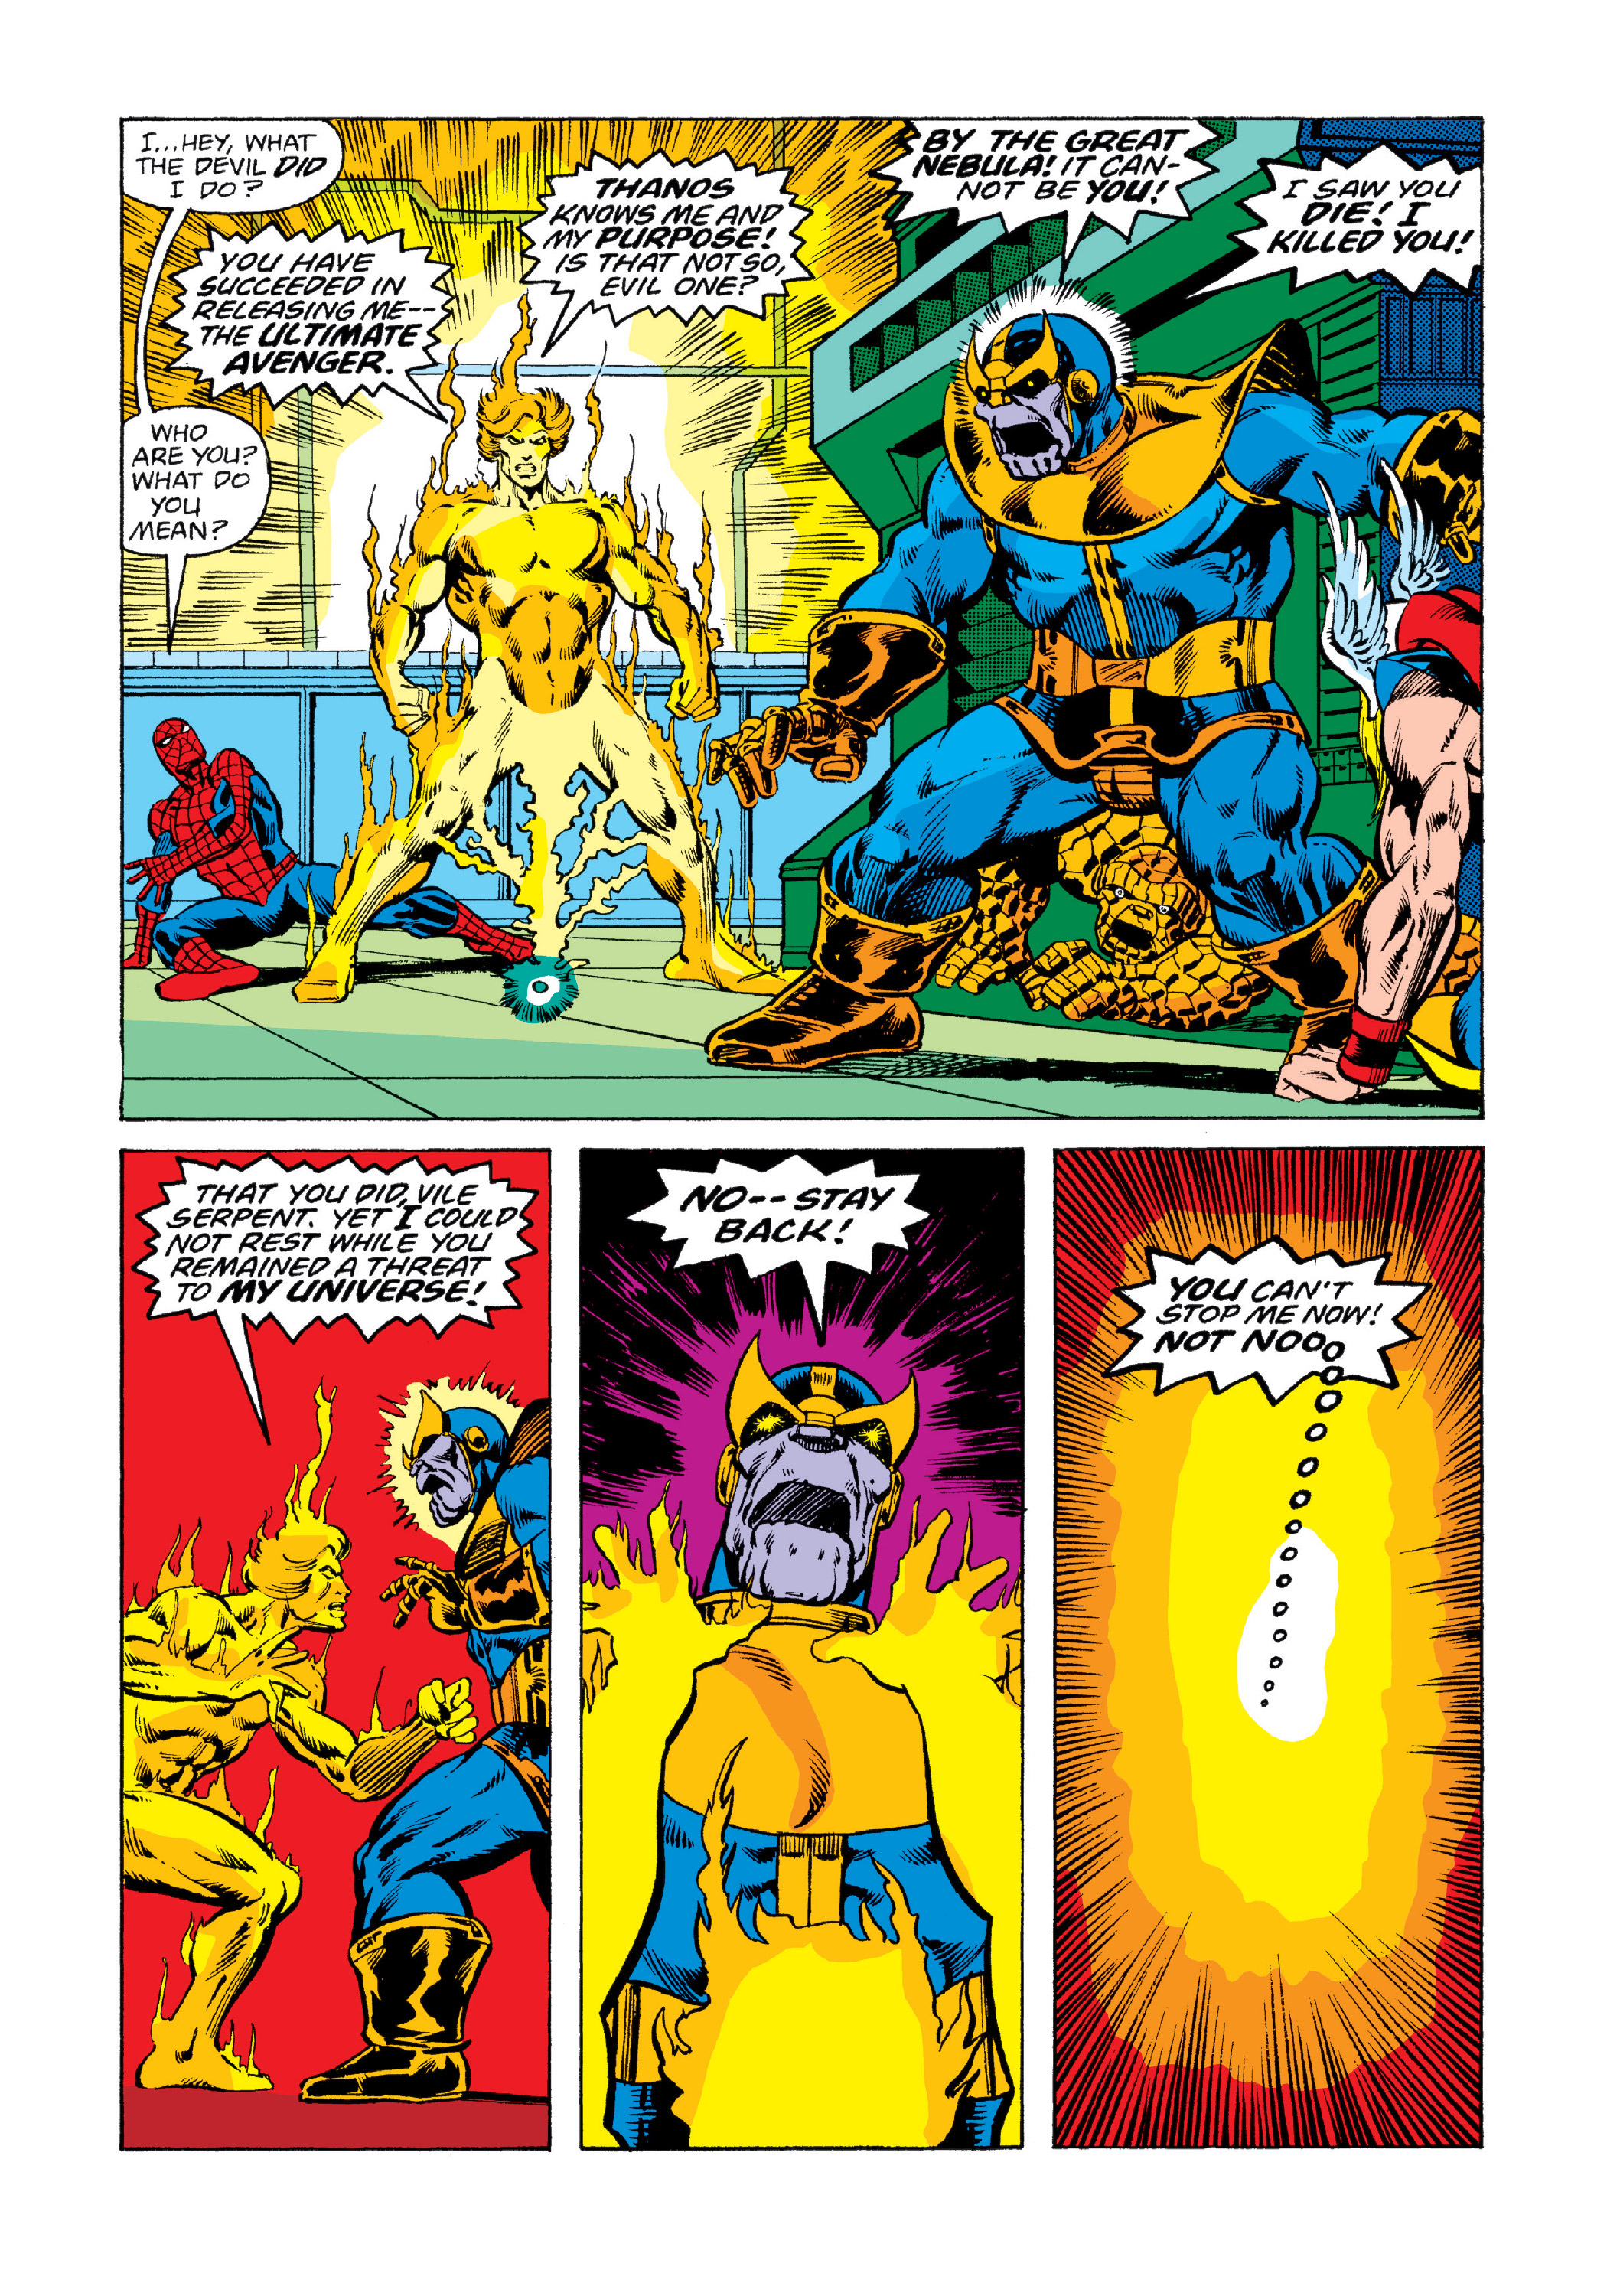 I...HEY, WHAT
THE DEVIL DID
I DO?
YOU HAVE
SUCCEEDED IN
RELEASING ME--
THE ULTIMATE
AVENGER.
THANOS
KNOWS ME AND
MY PURPOSE!
IS THAT NOT SO,
EVIL ONE?
WHO
ARE YOU?
WHAT DO
YOU
MEAN?
BY THE GREAT
NEBULA! IT CAN-
NOT BE YOU!
I SAW YOU
DIE! I
KILLED YOU!
THAT YOU DID, VILE
SERPENT. YET I COULD
NOT REST WHILE YOU
REMAINED A THREAT
TO MY UNIVERSE!
NO--STAY
BACK!
YOU CAN'T
STOP ME NOW!
NOT NOOOOOOOOOOOOOOOOO